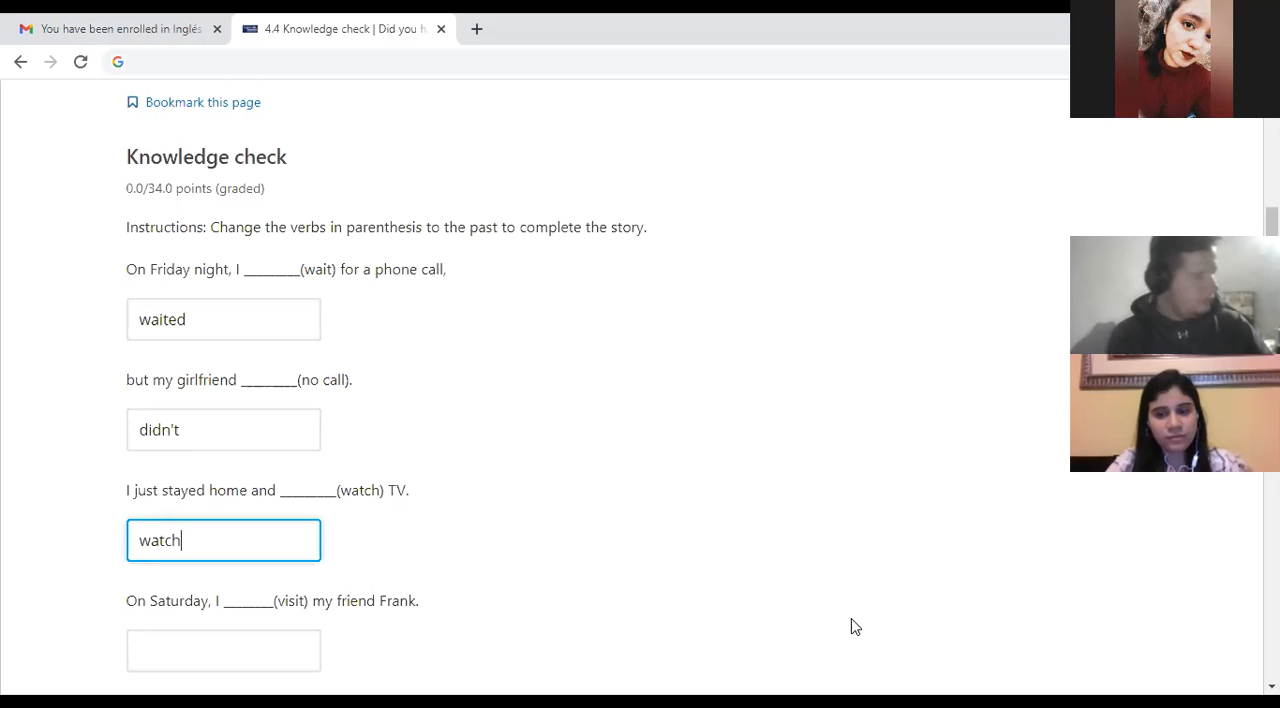 You have been enrolled in Inglés
4.4 Knowledge check | Did you h
Bookmark this page
Knowledge check
0.0/34.0 points (graded)
Instructions: Change the verbs in parenthesis to the past to complete the story.
On Friday night, I ________(wait) for a phone call,
waited
but my girlfriend ________(no call).
didn't
I just stayed home and ________(watch) TV.
watch
On Saturday, I _______(visit) my friend Frank.